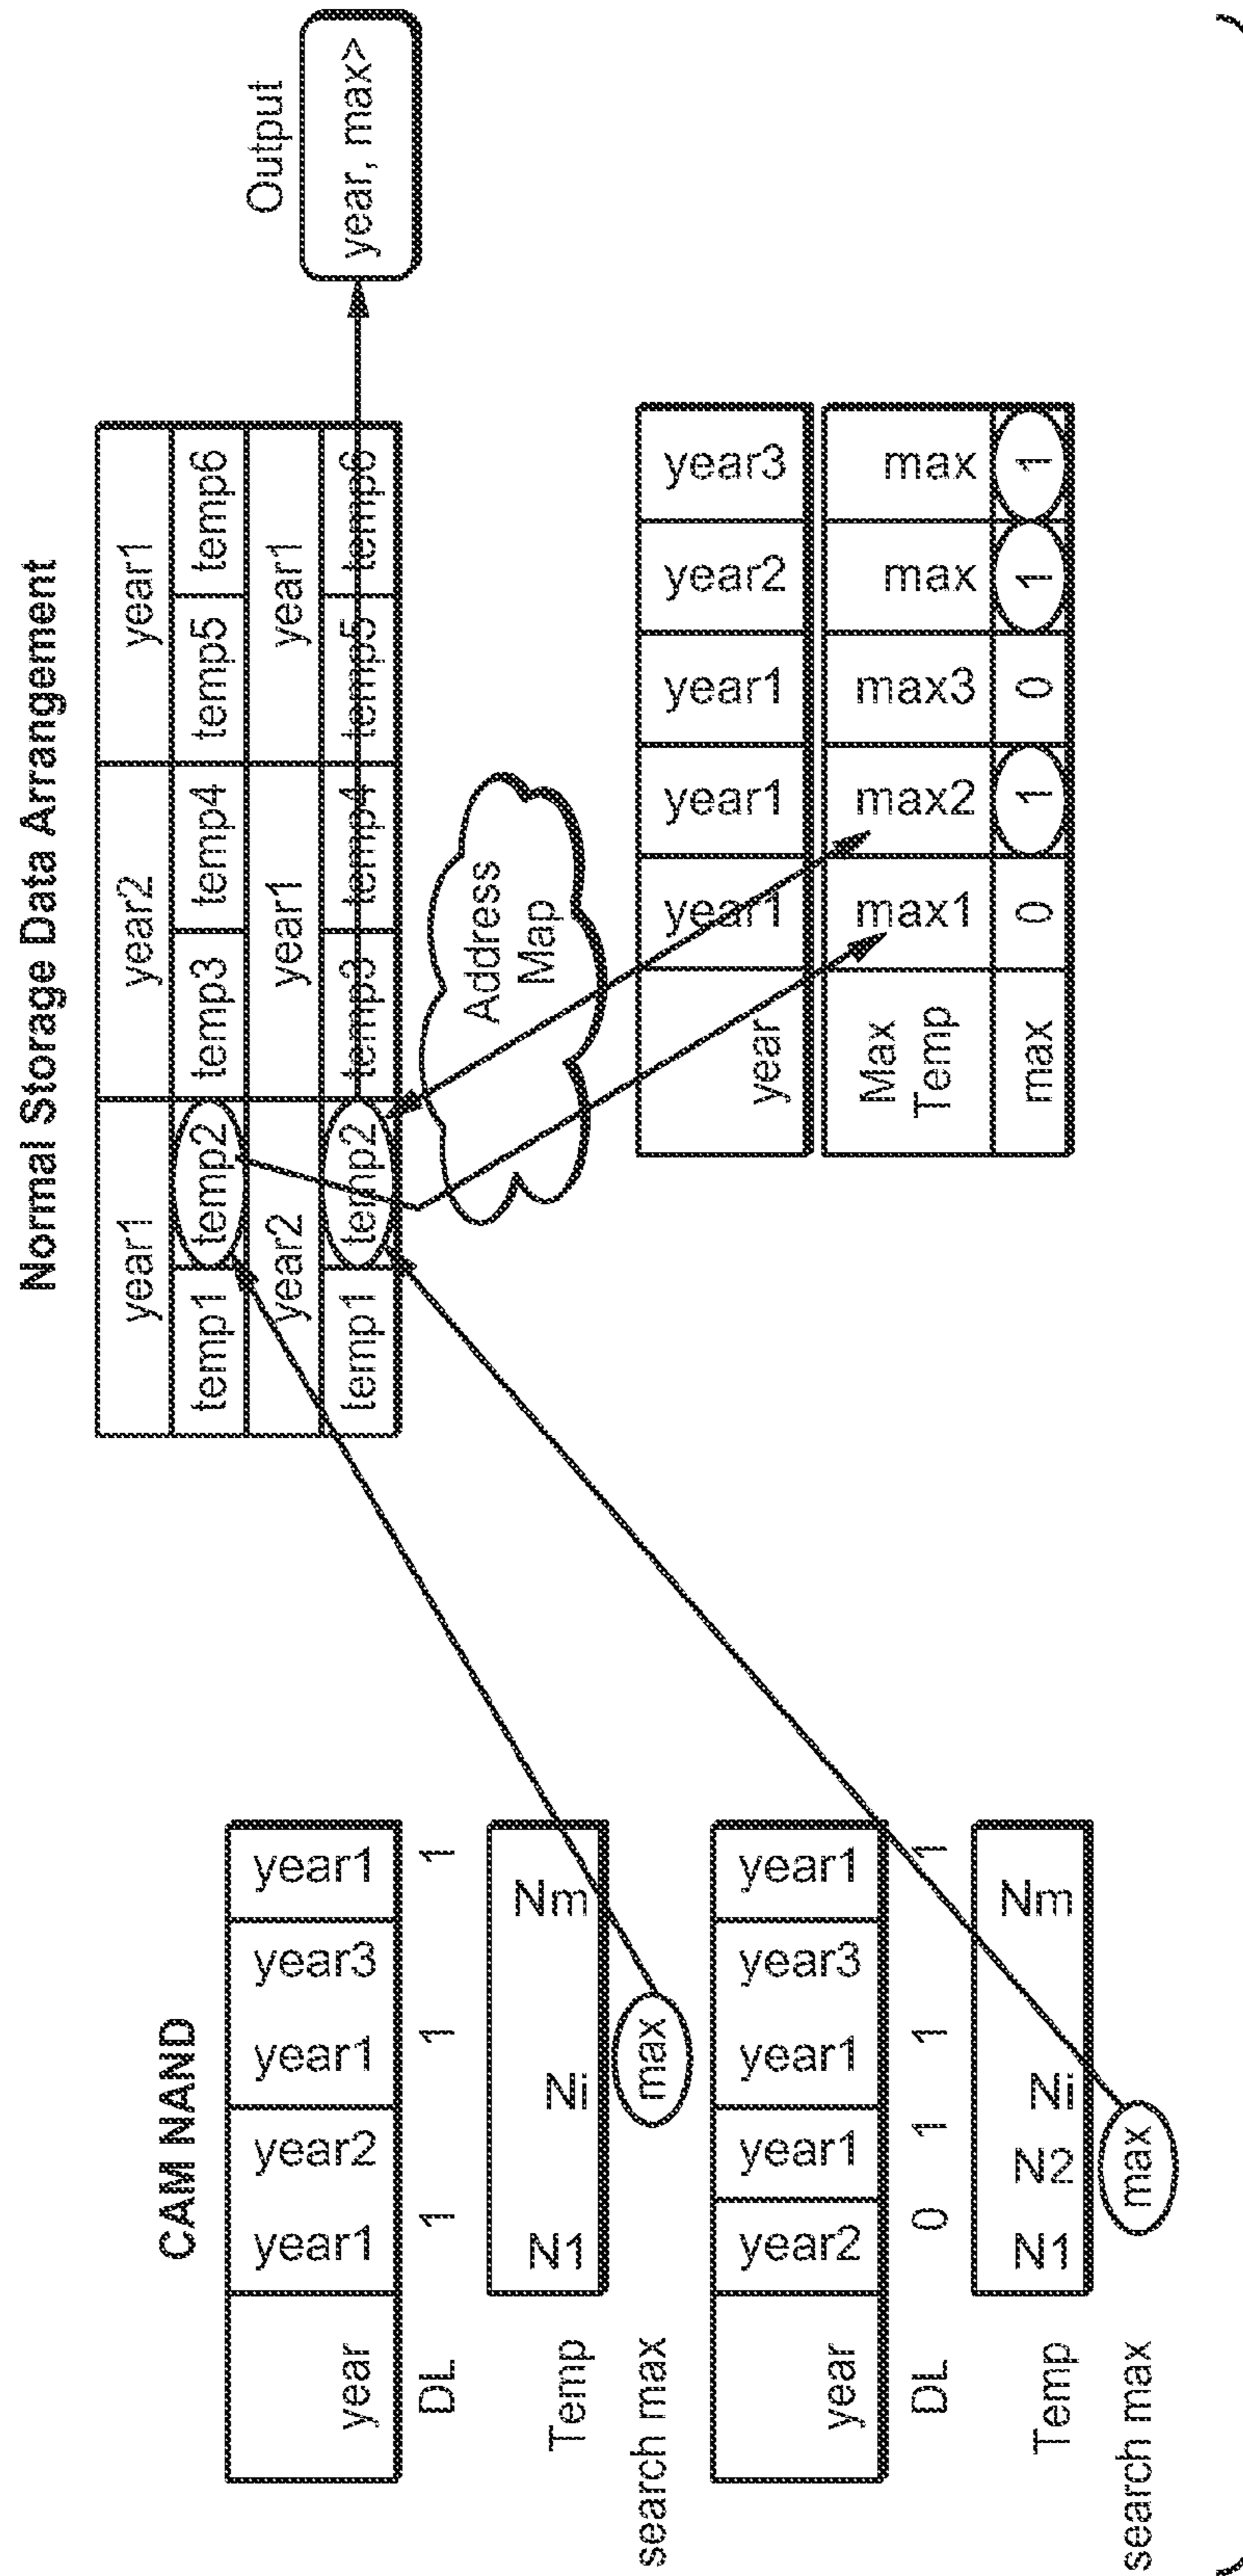 CAM NAND
year year1 year2 year1 year3 year1
DL 1 1 1
Temp N1 Ni Nm
search max max
year year2 year1 year1 year3 year1
DL 0 1 1 1
Temp N1 N2 Ni Nm
search max max
Normal Storage Data Arrangement
year1 year2 year1
temp1 temp2 temp3 temp4 temp5 temp6
year2 year1 year1
temp1 temp2 temp3 temp4 temp5 temp6
Output
year, max>
Address
Map
year year1 year1 year1 year2 year3
Max
Temp max1 max2 max3 max max
max 0 1 0 1 1